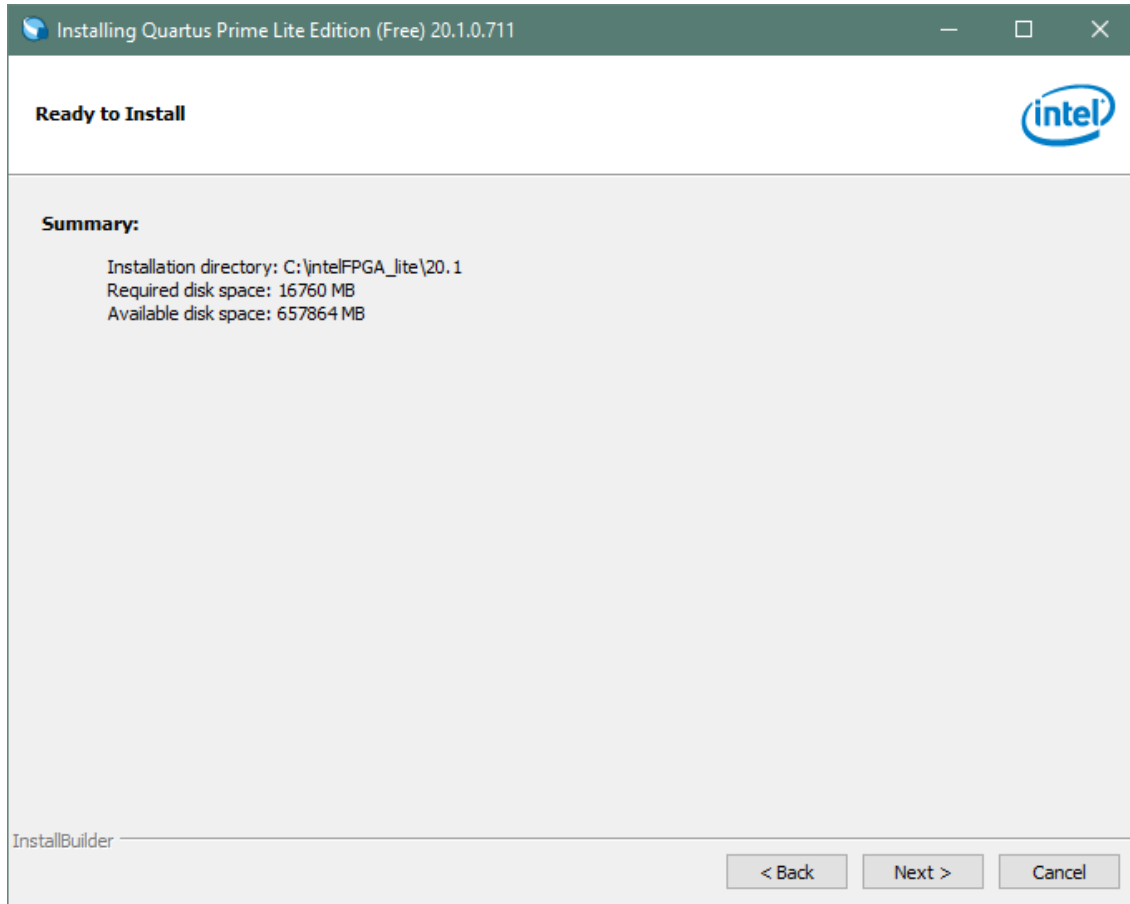 Installing Quartus Prime Lite Edition (Free) 20.1.0.711
Ready to Install
intel
Summary:
Installation directory: C:\intelFPGA_lite\20.1
Required disk space: 16760 MB
Available disk space: 657864 MB
InstallBuilder
< Back
Next >
Cancel